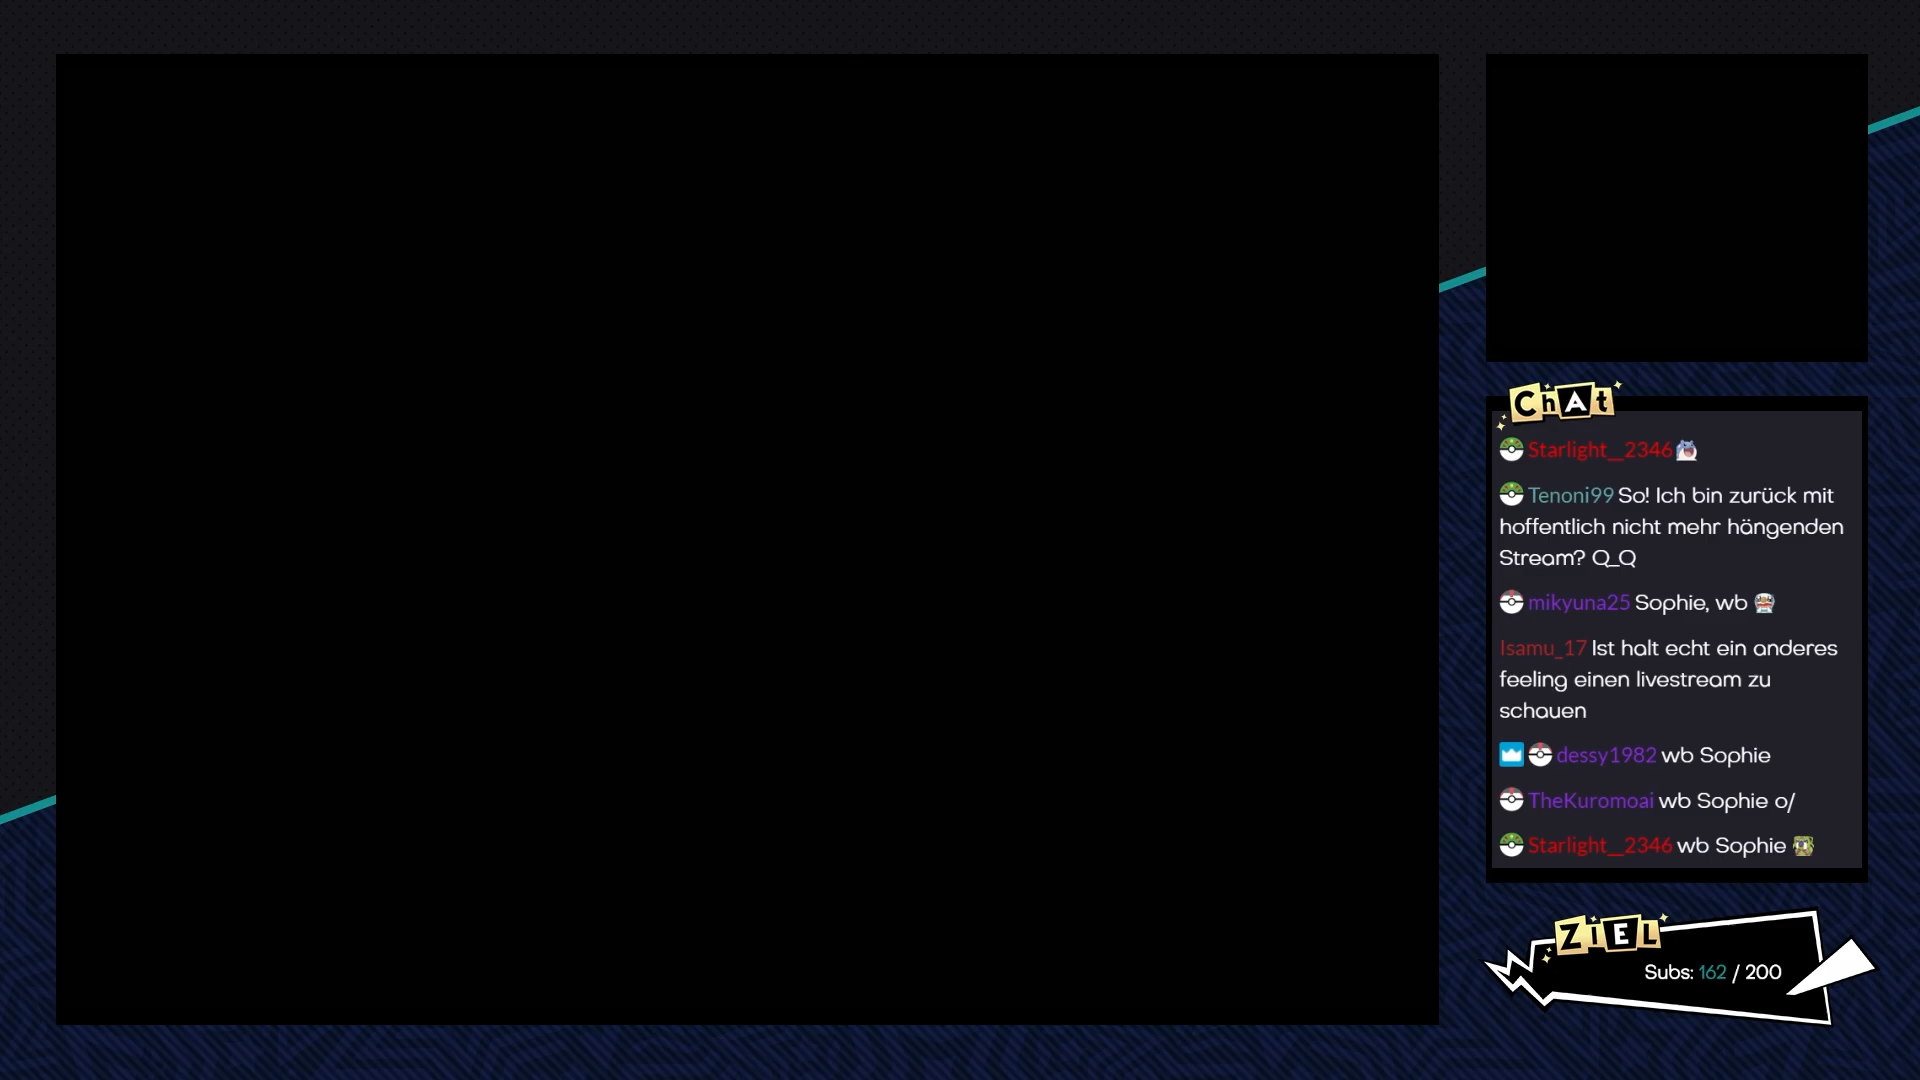 ChAt
Starlight__2346
Tenoni99 So! Ich bin zurück mit
hoffentlich nicht mehr hängenden
Stream? Q_Q
mikyuna25 Sophie, wb
Isamu_17 Ist halt echt ein anderes
feeling einen livestream zu
schauen
dessy1982 wb Sophie
TheKuromoai wb Sophie o/
Starlight__2346 wb Sophie
ZiEL
Subs: 162 / 200